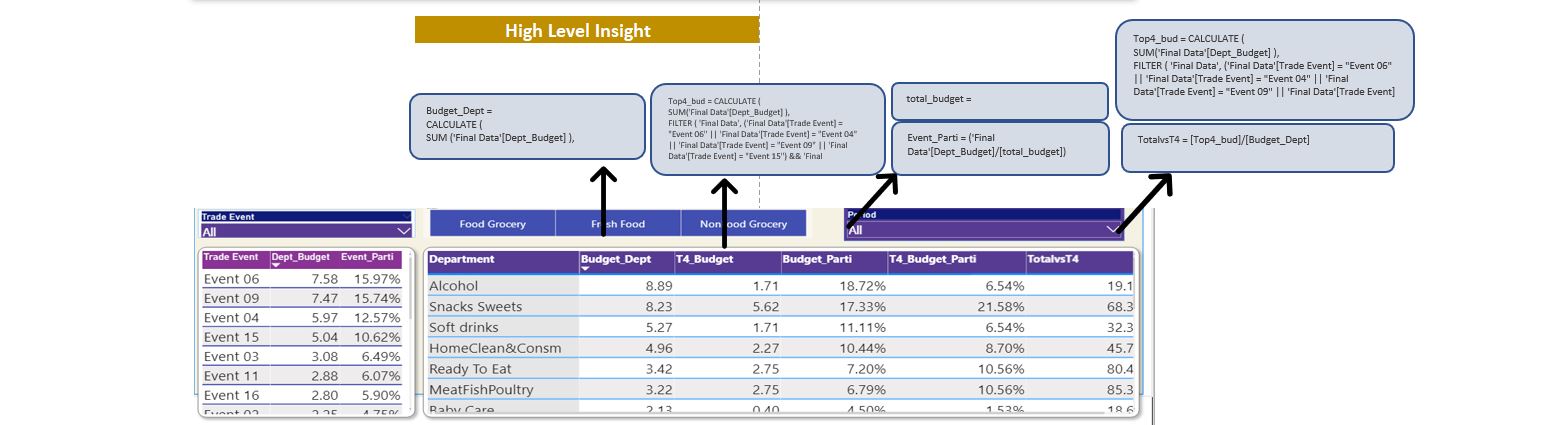 High Level Insight
Budget_Dept =
CALCULATE (
SUM ('Final Data'[Dept_Budget] ),
Top4_bud = CALCULATE (
SUM('Final Data'[Dept_Budget] ),
FILTER ( 'Final Data', ('Final Data'[Trade Event] =
"Event 06" || 'Final Data'[Trade Event] = "Event 04"
|| 'Final Data'[Trade Event] = "Event 09" || 'Final
Data'[Trade Event] = "Event 15") && 'Final
total_budget =
Event_Parti = ('Final
Data'[Dept_Budget]/[total_budget])
Top4_bud = CALCULATE (
SUM('Final Data'[Dept_Budget] ),
FILTER ( 'Final Data', ('Final Data'[Trade Event] = "Event 06"
|| 'Final Data'[Trade Event] = "Event 04" || 'Final
Data'[Trade Event] = "Event 09" || 'Final Data'[Trade Event]
TotalvsT4 = [Top4_bud]/[Budget_Dept]
Trade Event
All
Food Grocery Fresh Food NonFood Grocery
Period
All
Trade Event Dept_Budget Event_Parti
Event 06 7.58 15.97%
Event 09 7.47 15.74%
Event 04 5.97 12.57%
Event 15 5.04 10.62%
Event 03 3.08 6.49%
Event 11 2.88 6.07%
Event 16 2.80 5.90%
Event 02 2.25 4.75%
Department Budget_Dept T4_Budget Budget_Parti T4_Budget_Parti TotalvsT4
Alcohol 8.89 1.71 18.72% 6.54% 19.1
Snacks Sweets 8.23 5.62 17.33% 21.58% 68.3
Soft drinks 5.27 1.71 11.11% 6.54% 32.3
HomeClean&Consm 4.96 2.27 10.44% 8.70% 45.7
Ready To Eat 3.42 2.75 7.20% 10.56% 80.4
MeatFishPoultry 3.22 2.75 6.79% 10.56% 85.3
Baby Care 2.13 0.40 4.50% 1.53% 18.6